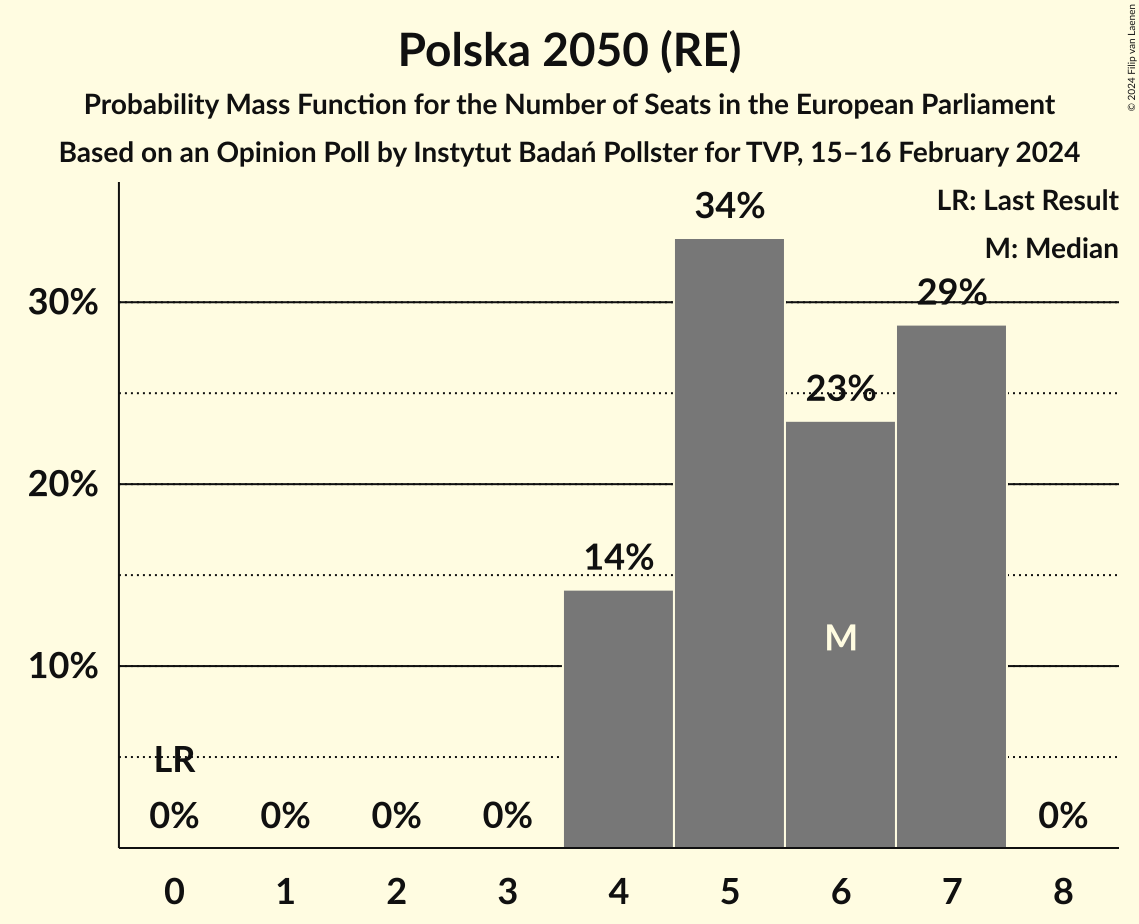 Polska 2050 (RE)
Probability Mass Function for the Number of Seats in the European Parliament
Based on an Opinion Poll by Instytut Badań Pollster for TVP, 15–16 February 2024
© 2024 Filip van Laenen
LR: Last Result
M: Median
34%
29%
30%
23%
20%
14%
M
10%
LR
0% 0% 0% 0% 0%
0 1 2 3 4 5 6 7 8